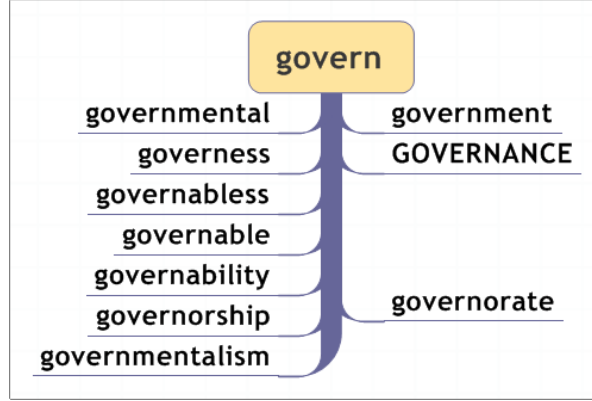 govern
governmental
government
governess
GOVERNANCE
governabless
governable
governability
governorate
governorship
governmentalism